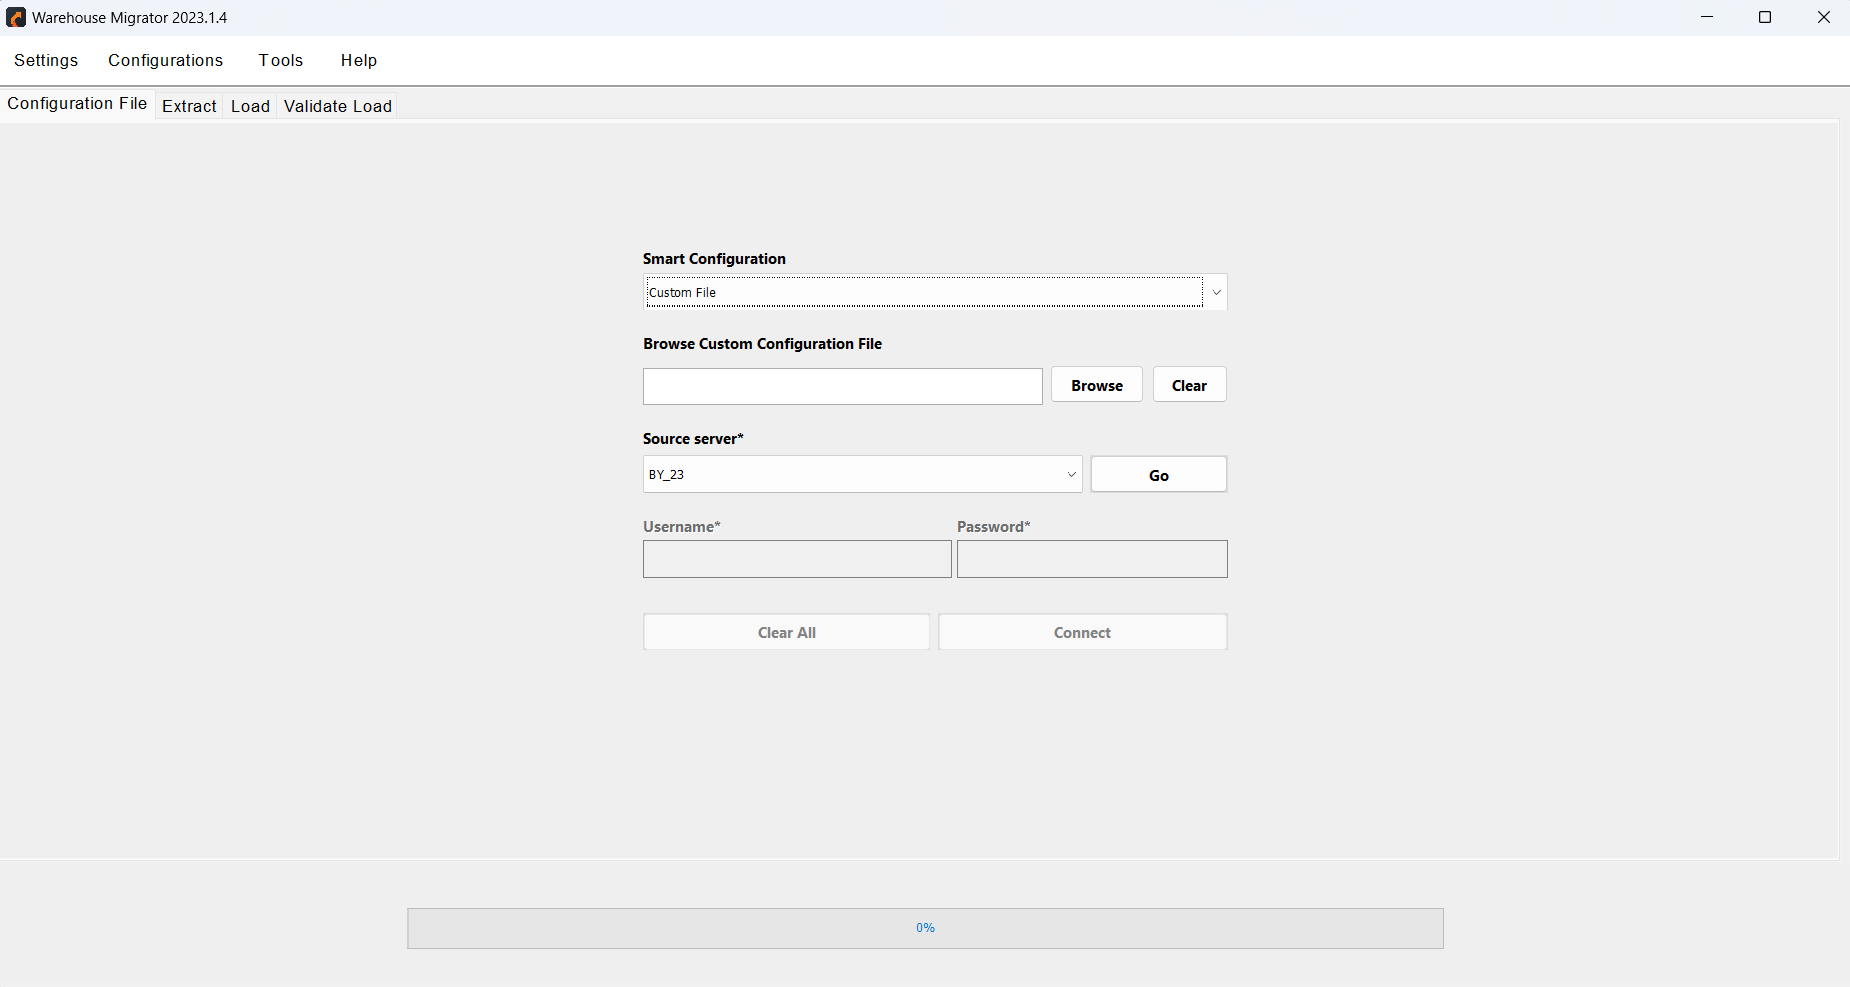 Warehouse Migrator 2023.1.4
Settings Configurations Tools Help
Configuration File Extract Load Validate Load
Smart Configuration
Custom File
Browse Custom Configuration File
Browse Clear
Source server*
BY_23 Go
Username* Password*
Clear All Connect
0%